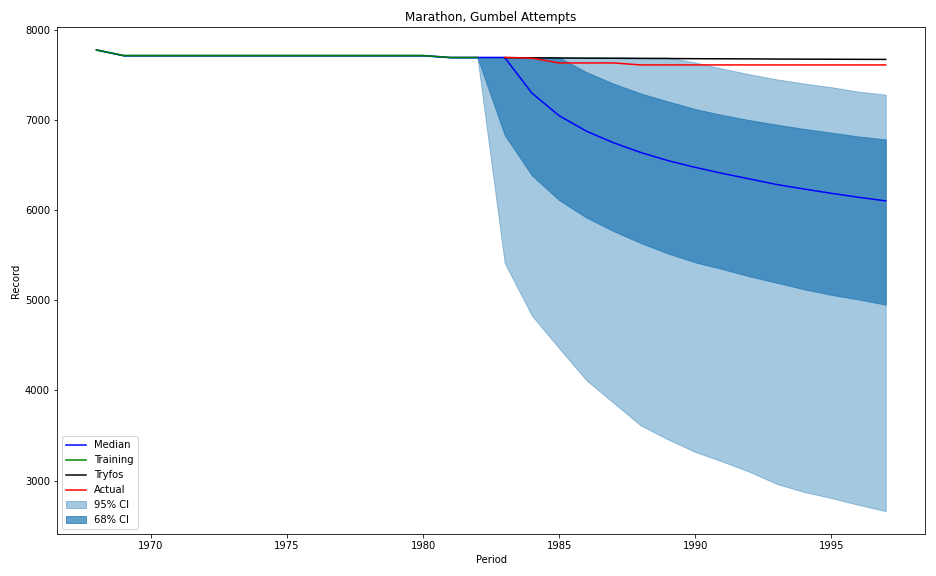 Marathon, Gumbel Attempts
8000
7000
6000
5000
4000
3000
Record
Median
Training
Tryfos
Actual
95% CI
68% CI
1970
1975
1980
1985
1990
1995
Period